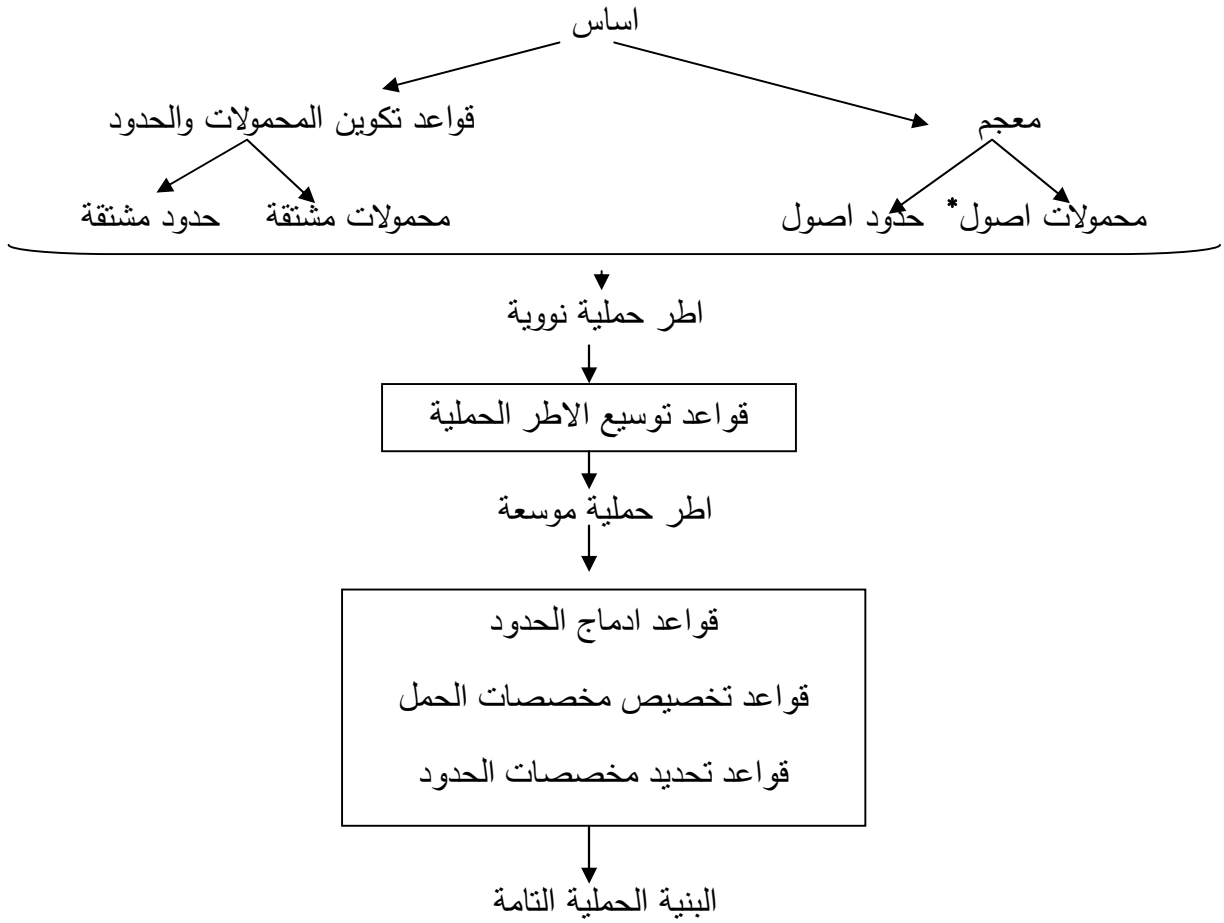 اساس
معجم
قواعد تكوين المحمولات والحدود
محمولات اصول* حدود اصول
محمولات مشتقة
حدود مشتقة
اطر حملية نووية
قواعد توسيع الاطر الحملية
اطر حملية موسعة
قواعد ادماج الحدود
قواعد تخصيص مخصصات الحمل
قواعد تحديد مخصصات الحدود
البنية الحملية التامة